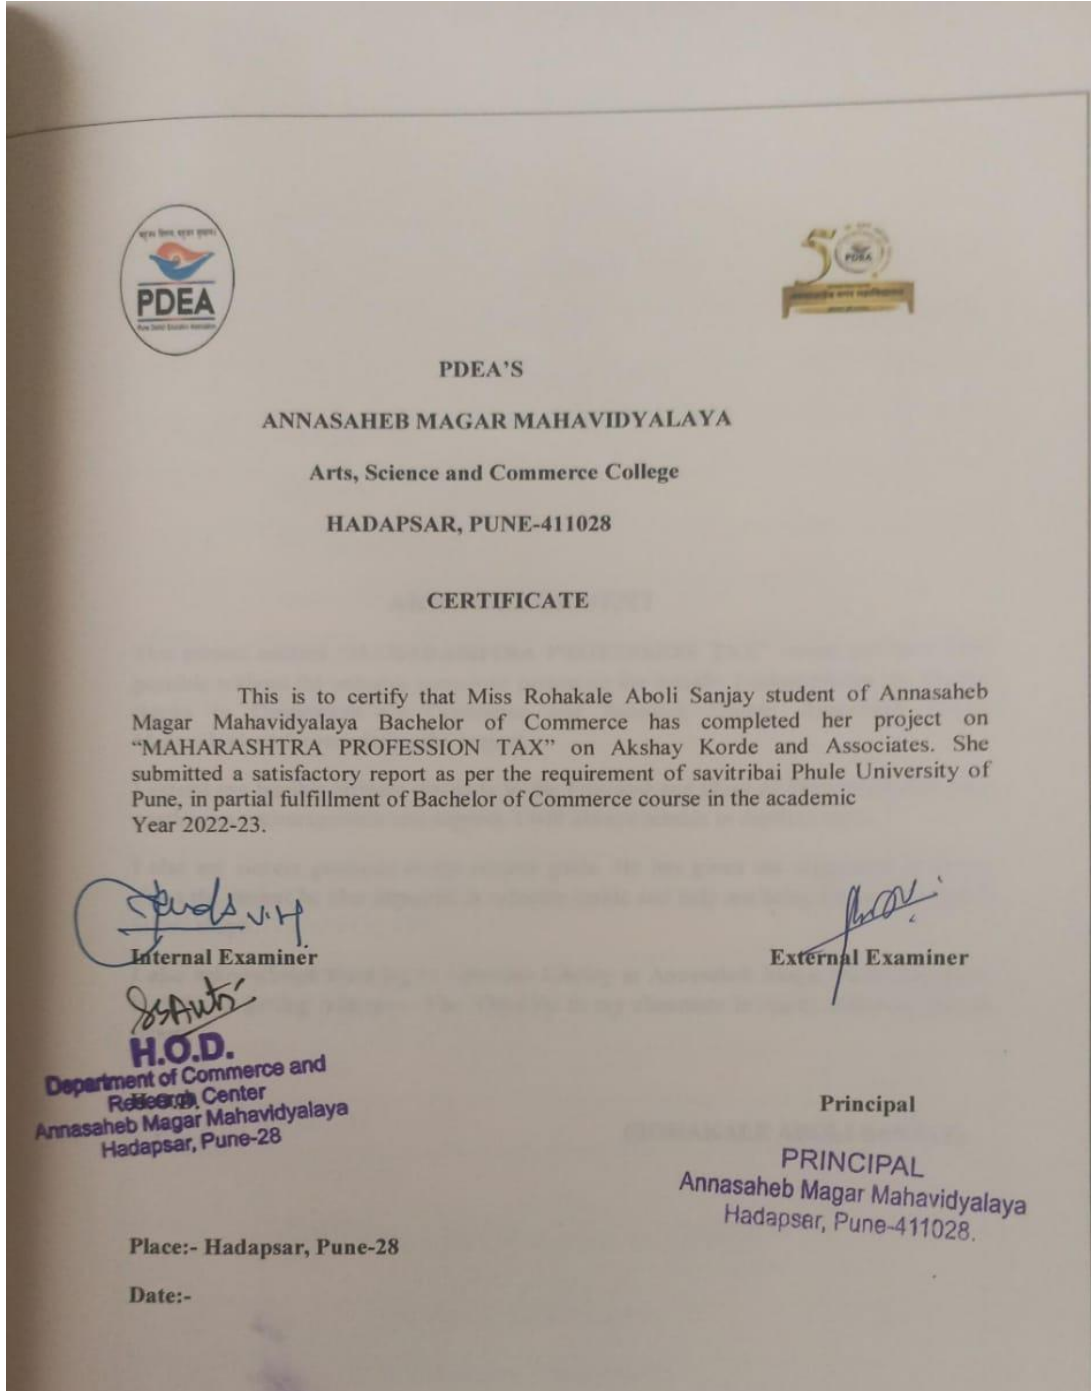 PDEA
PDEA
PDEA'S
ANNASAHEB MAGAR MAHAVIDYALAYA
Arts, Science and Commerce College
HADAPSAR, PUNE-411028
CERTIFICATE
This is to certify that Miss Rohakale Aboli Sanjay student of Annasaheb
Magar Mahavidyalaya Bachelor of Commerce has completed her project on
“MAHARASHTRA PROFESSION TAX” on Akshay Korde and Associates. She
submitted a satisfactory report as per the requirement of savitribai Phule University of
Pune, in partial fulfillment of Bachelor of Commerce course in the academic
Year 2022-23.
Internal Examiner
External Examiner
H.O.D.
Department of Commerce and
Research Center
Annasaheb Magar Mahavidyalaya
Hadapsar, Pune-28
Principal
PRINCIPAL
Annasaheb Magar Mahavidyalaya
Hadapsar, Pune-411028.
Place:- Hadapsar, Pune-28
Date:-